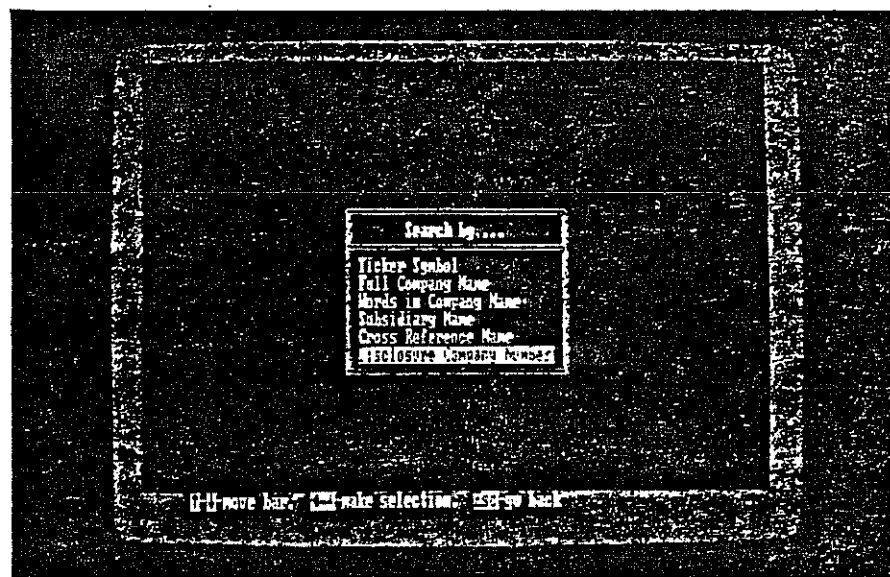 Search by....
Ticker Symbol
Full Company Name
Words in Company Name
Subsidiary Name
Cross Reference Name
Disclosure Company Number
move bar. make selection. go back